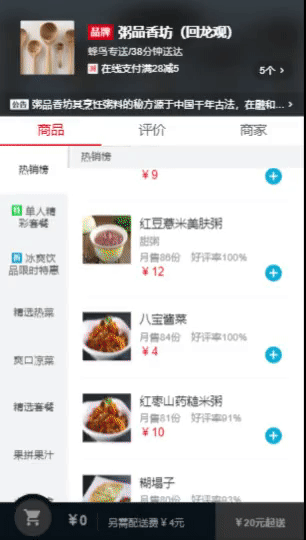 品牌 粥品香坊（回龙观）
蜂鸟专送/38分钟送达
减 在线支付满28减5
5个 >
公告 粥品香坊其烹饪粥料的秘方源于中国千年古法，在融和... >
商品 评价 商家
热销榜
热销榜
¥9
特 单人精彩套餐
红豆薏米美肤粥
甜粥
月售86份 好评率100%
¥12
新 冰爽饮品限时特惠
精选热菜
八宝酱菜
月售84份 好评率100%
¥4
爽口凉菜
精选套餐
红枣山药糙米粥
月售81份 好评率91%
¥10
果拼果汁
糊塌子
月售80份 好评率93%
¥0 另需配送费¥4元 ¥20元起送